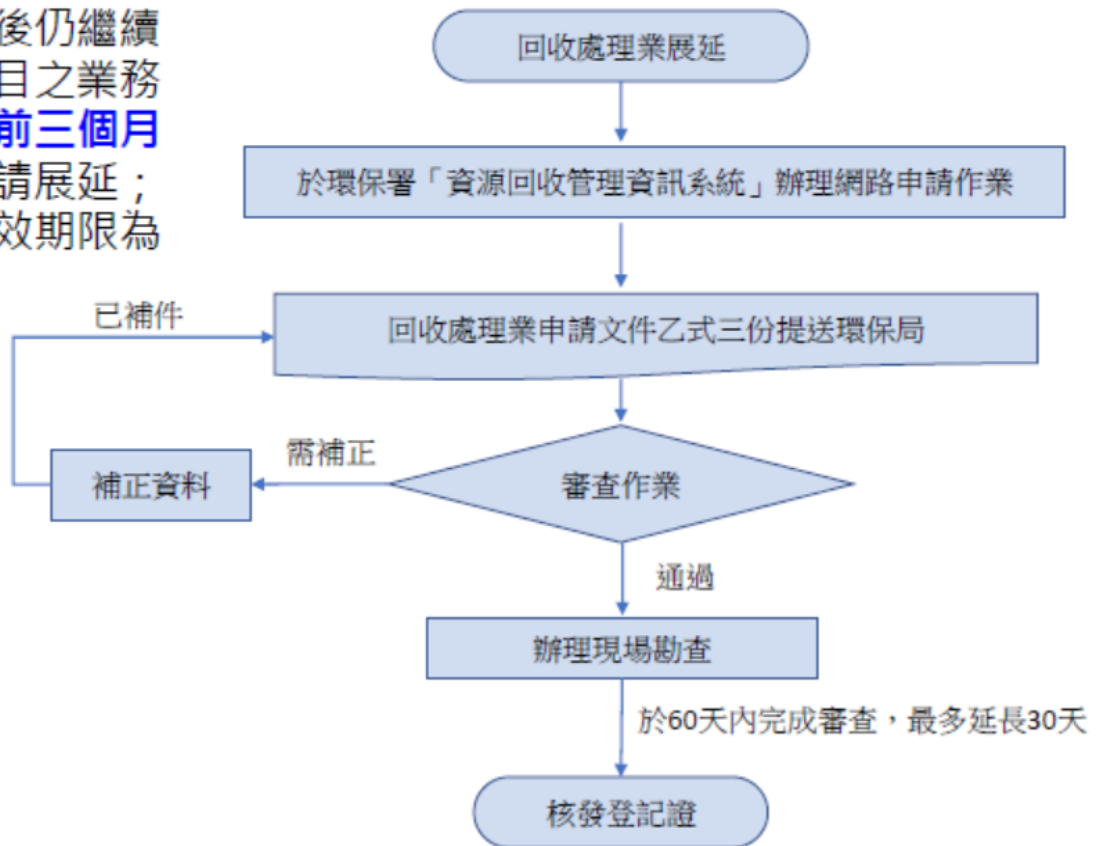 後仍繼續
目之業務
前三個月
請展延；
效期限為
回收處理業展延
於環保署「資源回收管理資訊系統」辦理網路申請作業
已補件
回收處理業申請文件乙式三份提送環保局
需補正
補正資料
審查作業
通過
辦理現場勘查
於60天內完成審查，最多延長30天
核發登記證